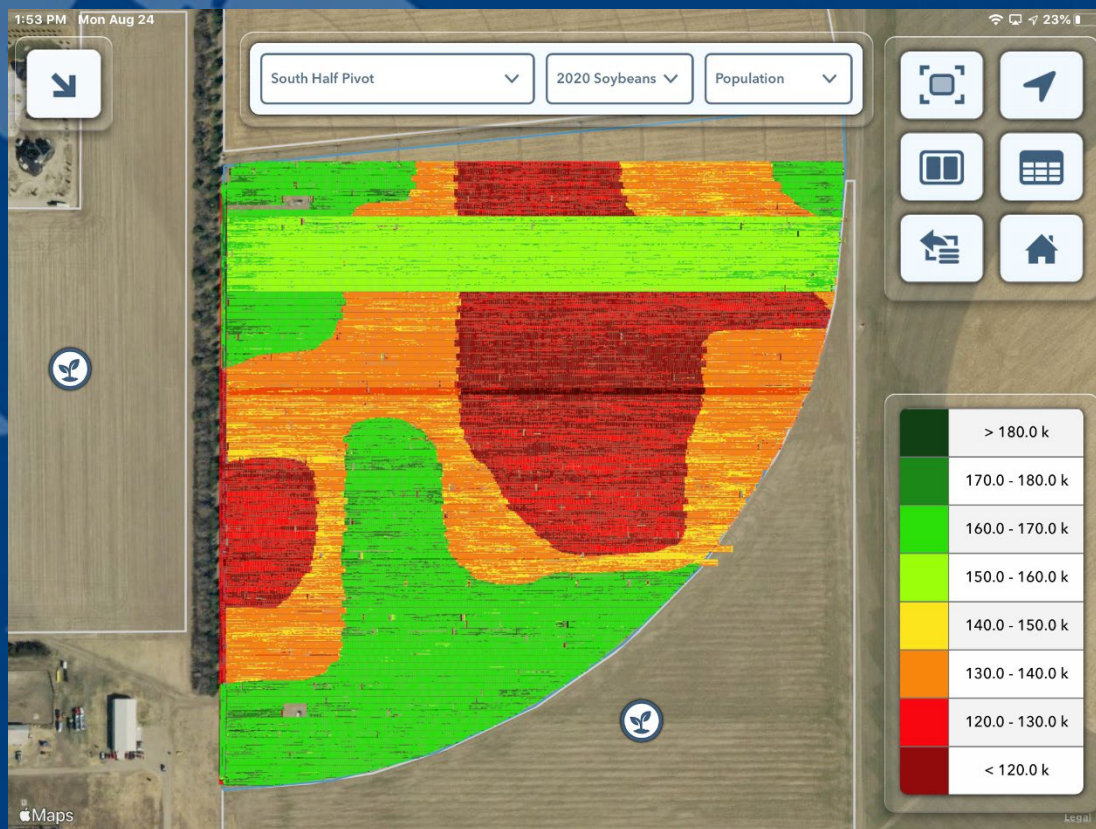 1:53 PM Mon Aug 24
23%
South Half Pivot
2020 Soybeans
Population
> 180.0 k
170.0 - 180.0 k
160.0 - 170.0 k
150.0 - 160.0 k
140.0 - 150.0 k
130.0 - 140.0 k
120.0 - 130.0 k
< 120.0 k
Maps
Legal